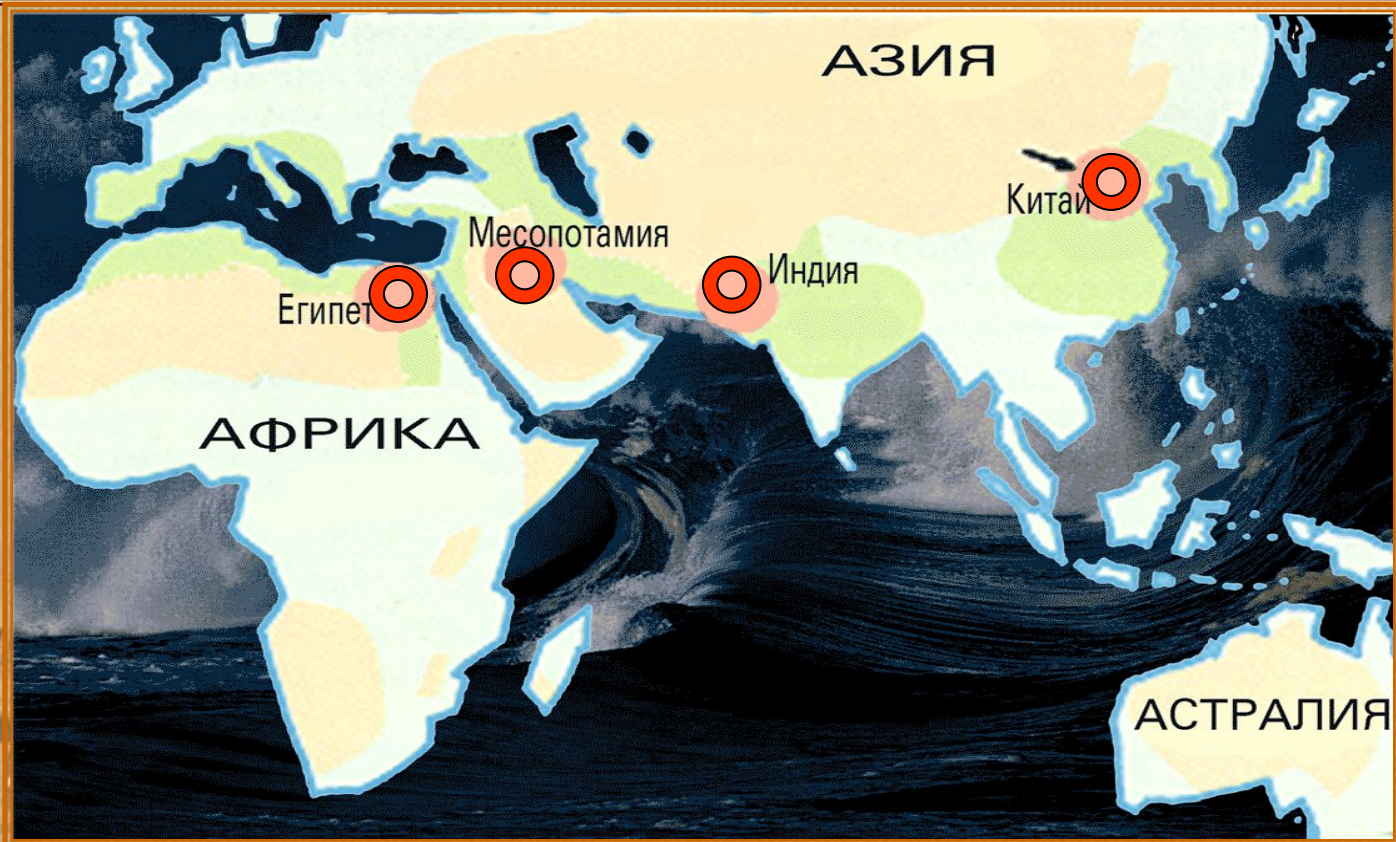 АЗИЯ
Китай
Месопотамия
Индия
Египет
АФРИКА
АСТРАЛИЯ